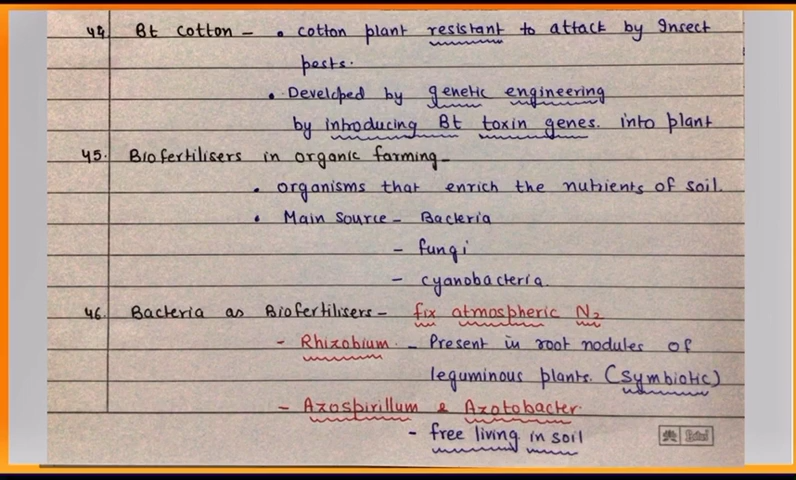 44 Bt cotton - • cotton plant resistant to attack by Insect
pests.
• Developed by genetic engineering
by introducing Bt toxin genes. into plant
45. Biofertilisers in organic farming -
• organisms that enrich the nutrients of soil.
• Main source - Bacteria
- fungi
- cyanobacteria.
46. Bacteria as Biofertilisers - fix atmospheric N2
- Rhizobium. - Present in root nodules of
leguminous plants. (Symbiotic)
- Azospirillum & Azotobacter.
- free living in soil